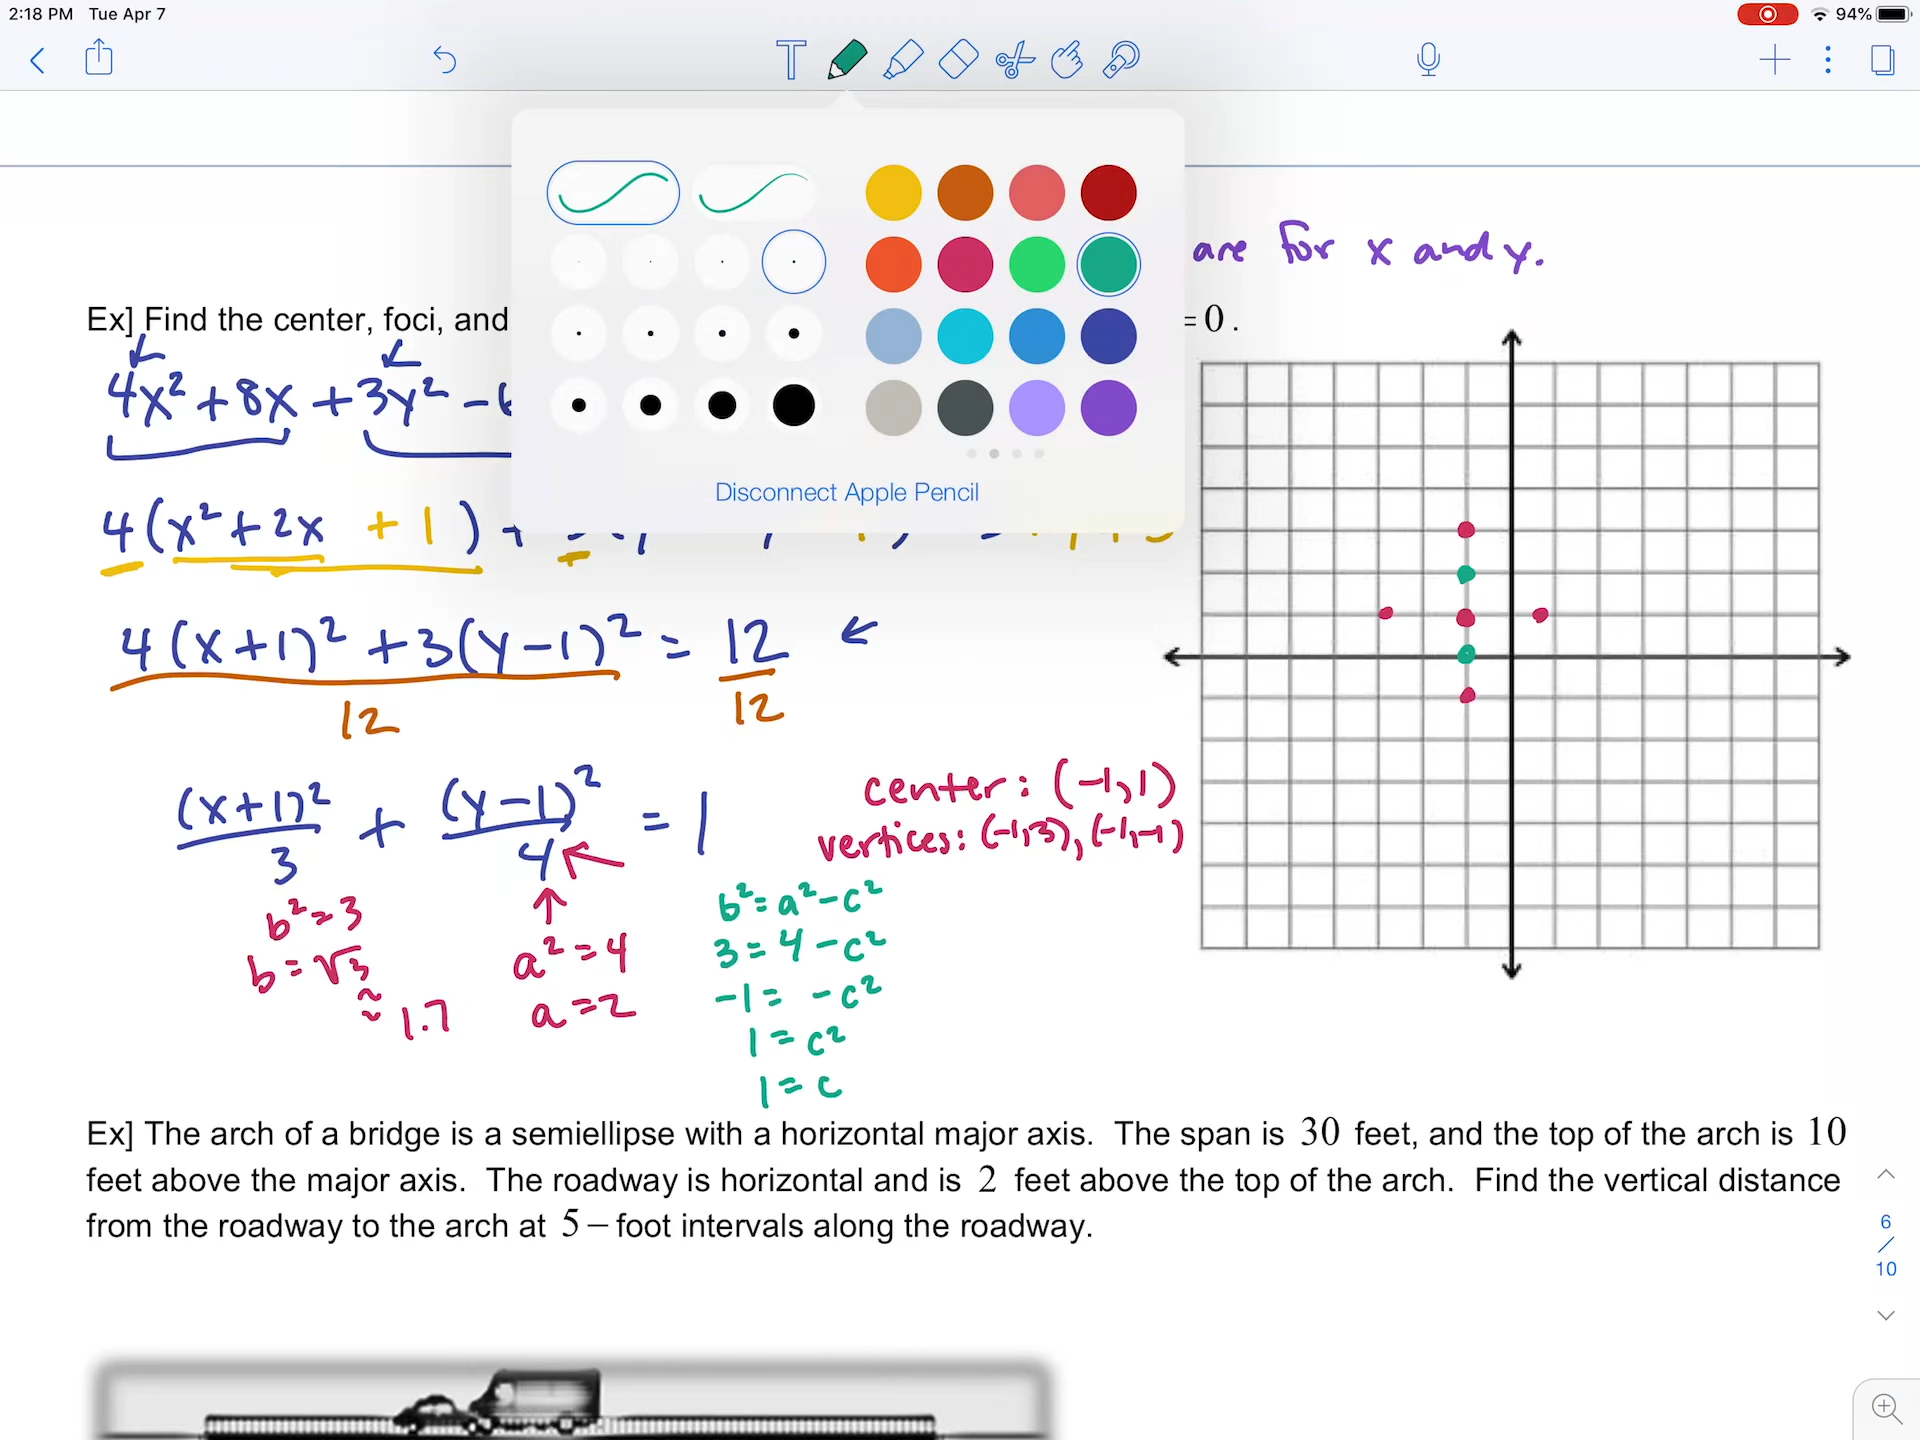 2:18 PM Tue Apr 7
94%
T
Disconnect Apple Pencil
are for x and y.
Ex] Find the center, foci, and
= 0 .
4x² + 8x + 3y² - 6
4(x² + 2x + 1) +
4(x+1)² + 3(y-1)² = 12
12 12
(x+1)²/3 + (y-1)²/4 = 1
center: (-1,1)
vertices: (-1,3), (-1,-1)
b² = 3
b = √3
≈ 1.7
a² = 4
a = 2
b² = a² - c²
3 = 4 - c²
-1 = -c²
1 = c²
1 = c
Ex] The arch of a bridge is a semiellipse with a horizontal major axis. The span is 30 feet, and the top of the arch is 10
feet above the major axis. The roadway is horizontal and is 2 feet above the top of the arch. Find the vertical distance
from the roadway to the arch at 5 – foot intervals along the roadway.
6
/
10